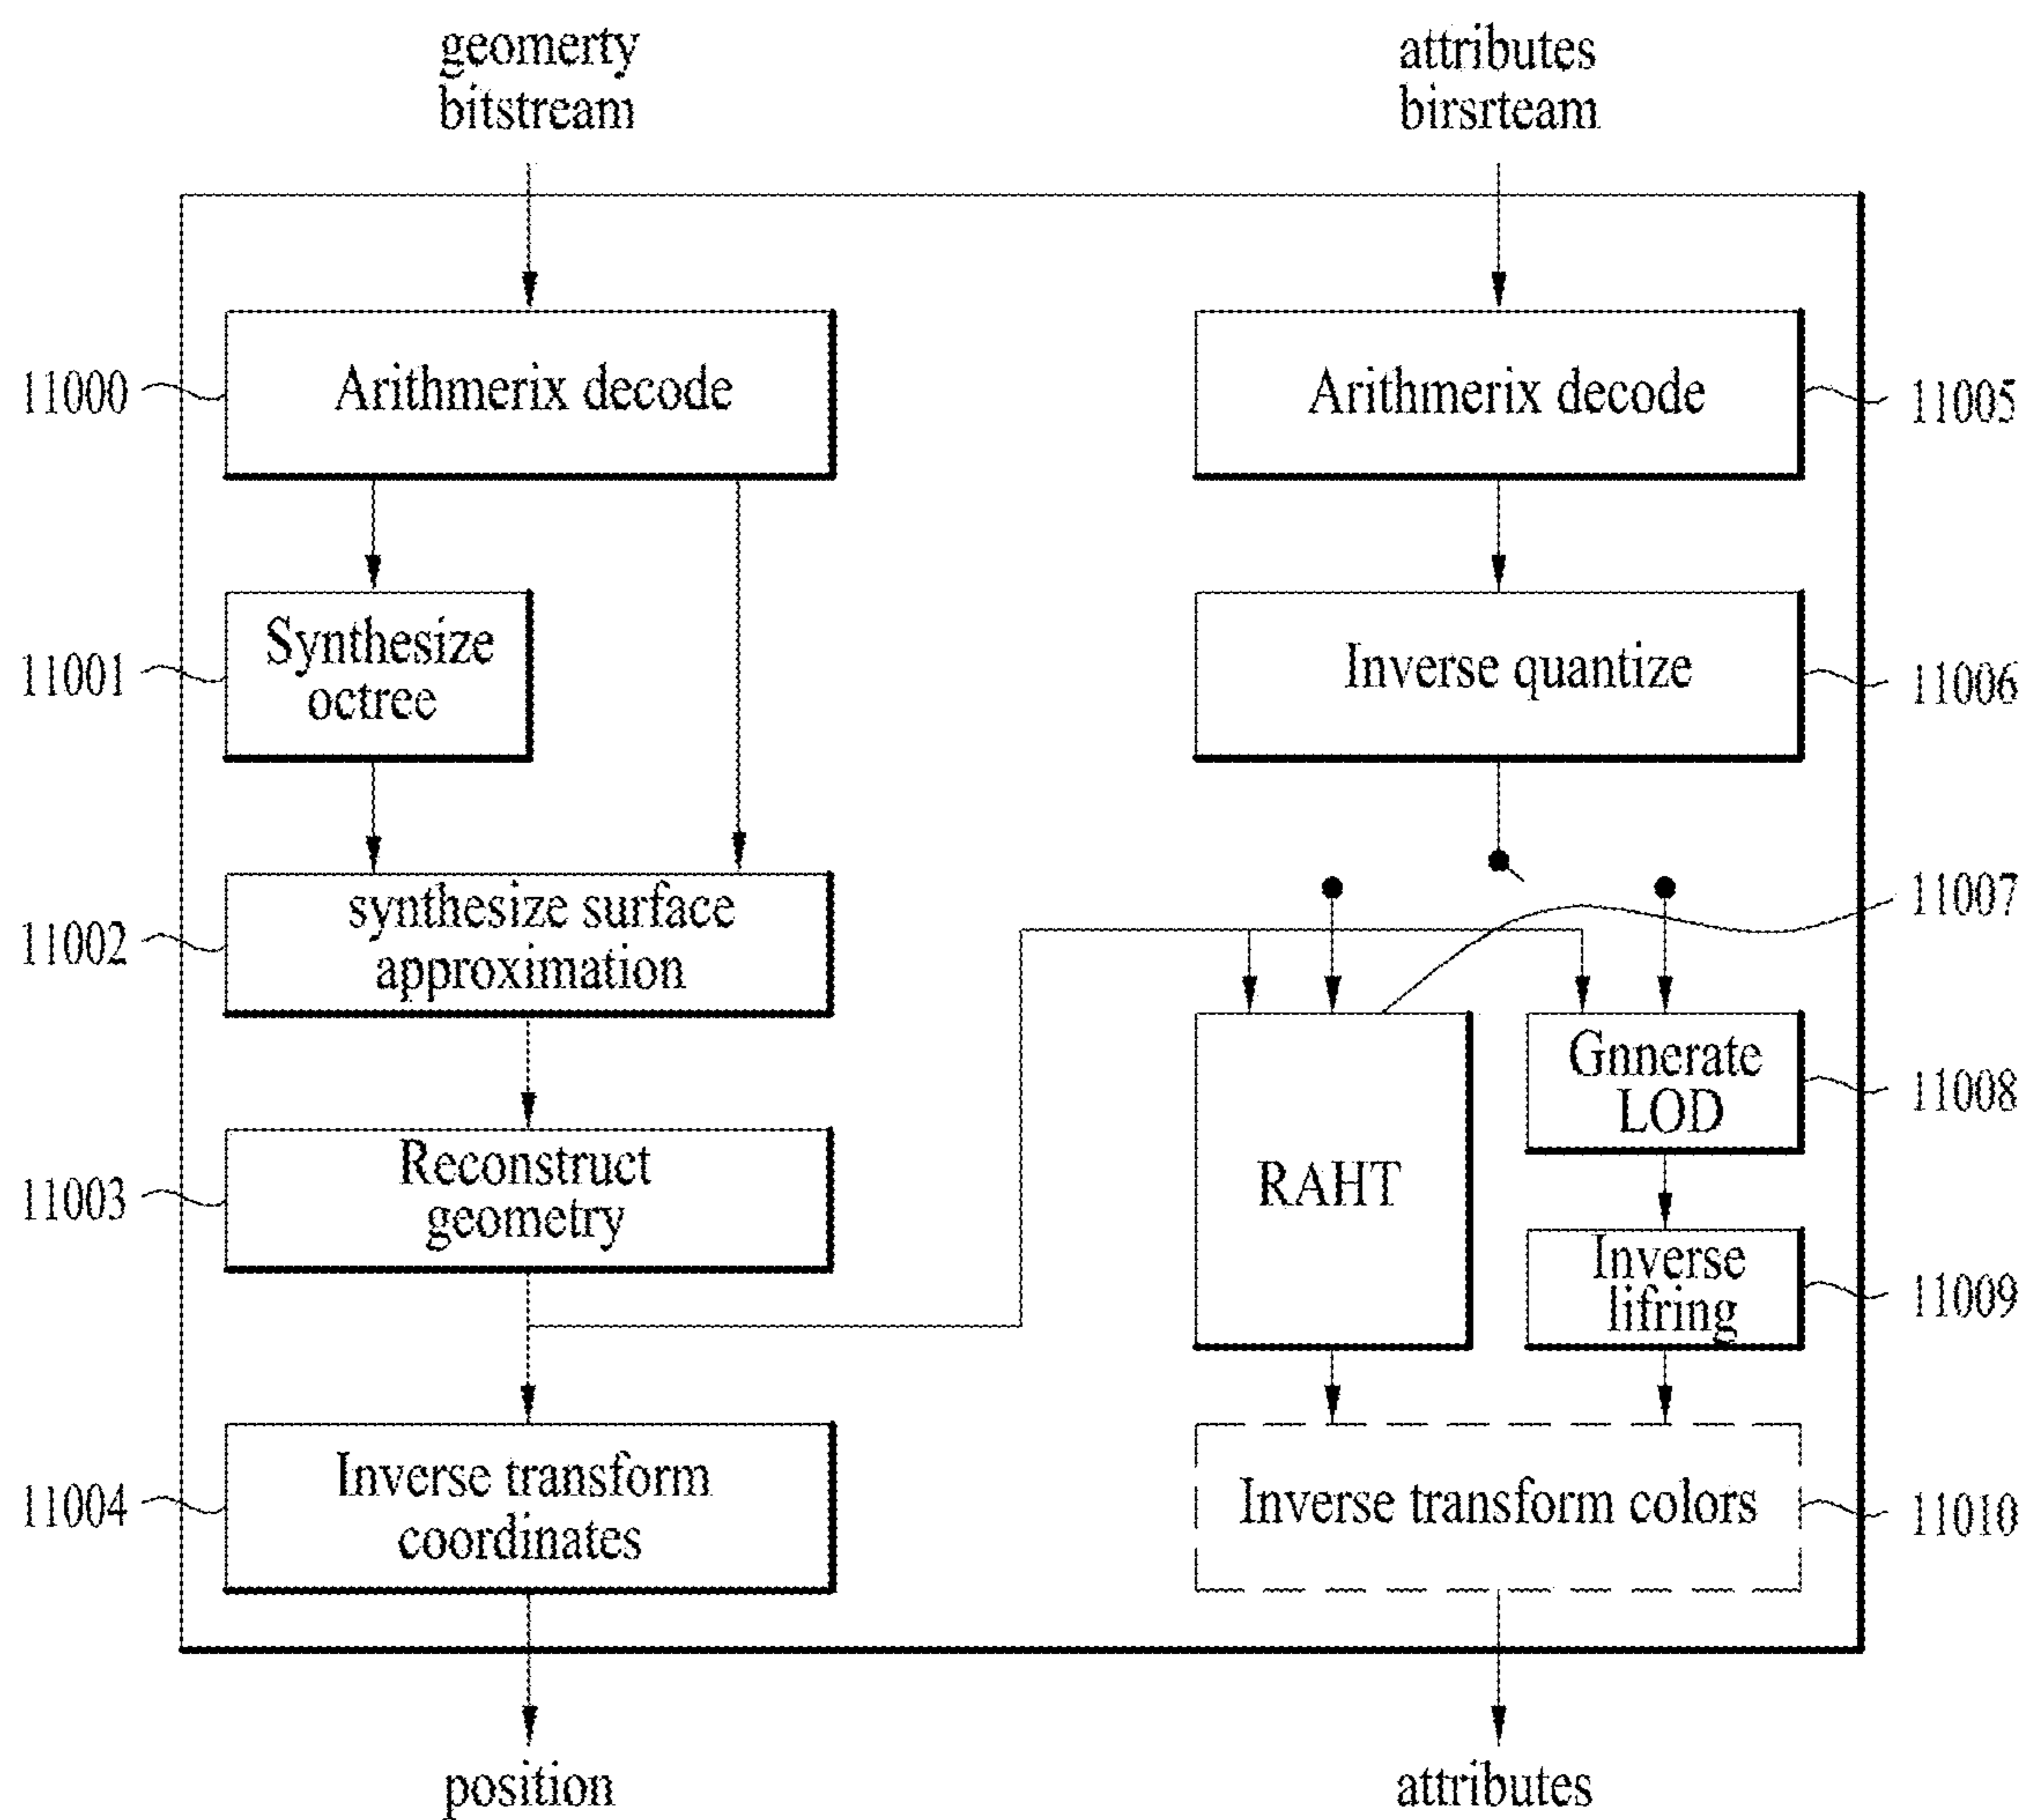 geomerty
bitstream
attributes
birsrteam
11000
Arithmerix decode
Arithmerix decode
11005
11001
Synthesize
octree
Inverse quantize
11006
11002
synthesize surface
approximation
11007
11003
Reconstruct
geometry
RAHT
Gnnerate
LOD
11008
Inverse
lifring
11009
11004
Inverse transform
coordinates
Inverse transform colors
11010
position
attributes